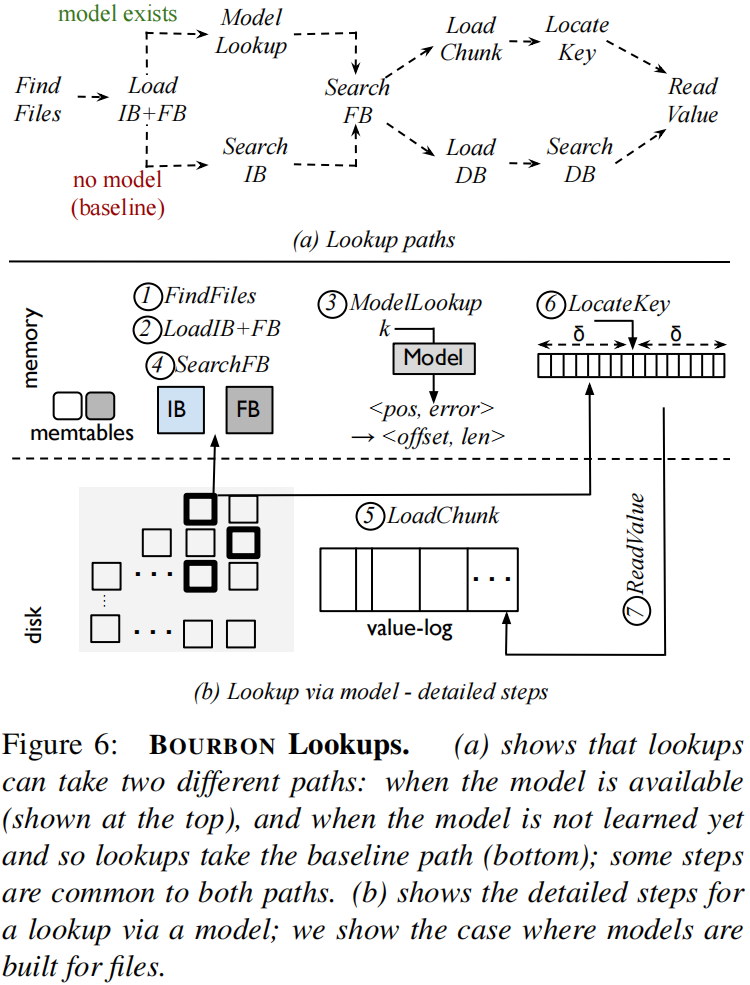 model exists
Model
Lookup
Load
Chunk
Locate
Key
Find
Files
Load
IB+FB
Search
FB
Read
Value
Search
IB
Load
DB
Search
DB
no model
(baseline)
(a) Lookup paths
memory
1 FindFiles
2 LoadIB+FB
4 SearchFB
IB
FB
memtables
3 ModelLookup
k
Model
<pos, error>
→ <offset, len>
6 LocateKey
δ δ
disk
. . .
. . .
5 LoadChunk
. . .
value-log
7 ReadValue
(b) Lookup via model - detailed steps
Figure 6: BOURBON Lookups. (a) shows that lookups
can take two different paths: when the model is available
(shown at the top), and when the model is not learned yet
and so lookups take the baseline path (bottom); some steps
are common to both paths. (b) shows the detailed steps for
a lookup via a model; we show the case where models are
built for files.